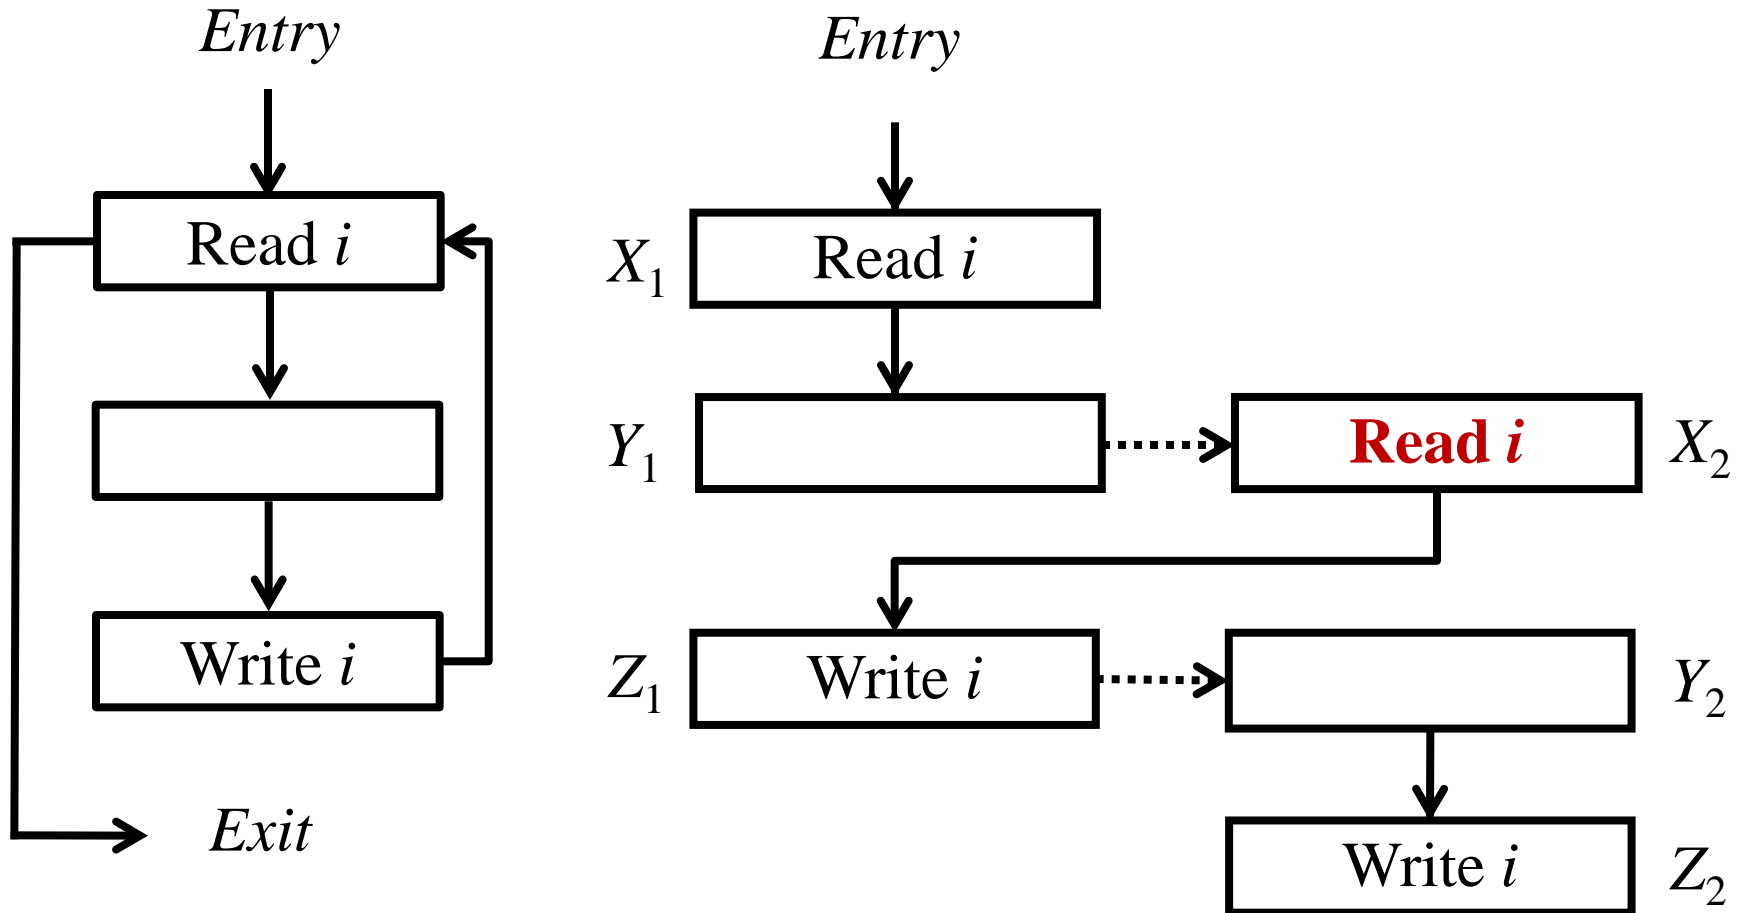 Entry
Read i
Write i
Exit
Entry
X1
Read i
Y1
Read i
X2
Z1
Write i
Y2
Write i
Z2